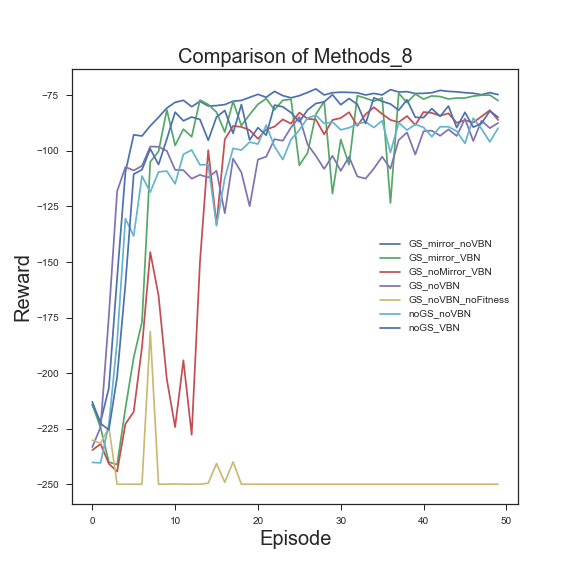 Comparison of Methods_8
Reward
−75
−100
−125
−150
−175
−200
−225
−250
GS_mirror_noVBN
GS_mirror_VBN
GS_noMirror_VBN
GS_noVBN
GS_noVBN_noFitness
noGS_noVBN
noGS_VBN
0 10 20 30 40 50
Episode